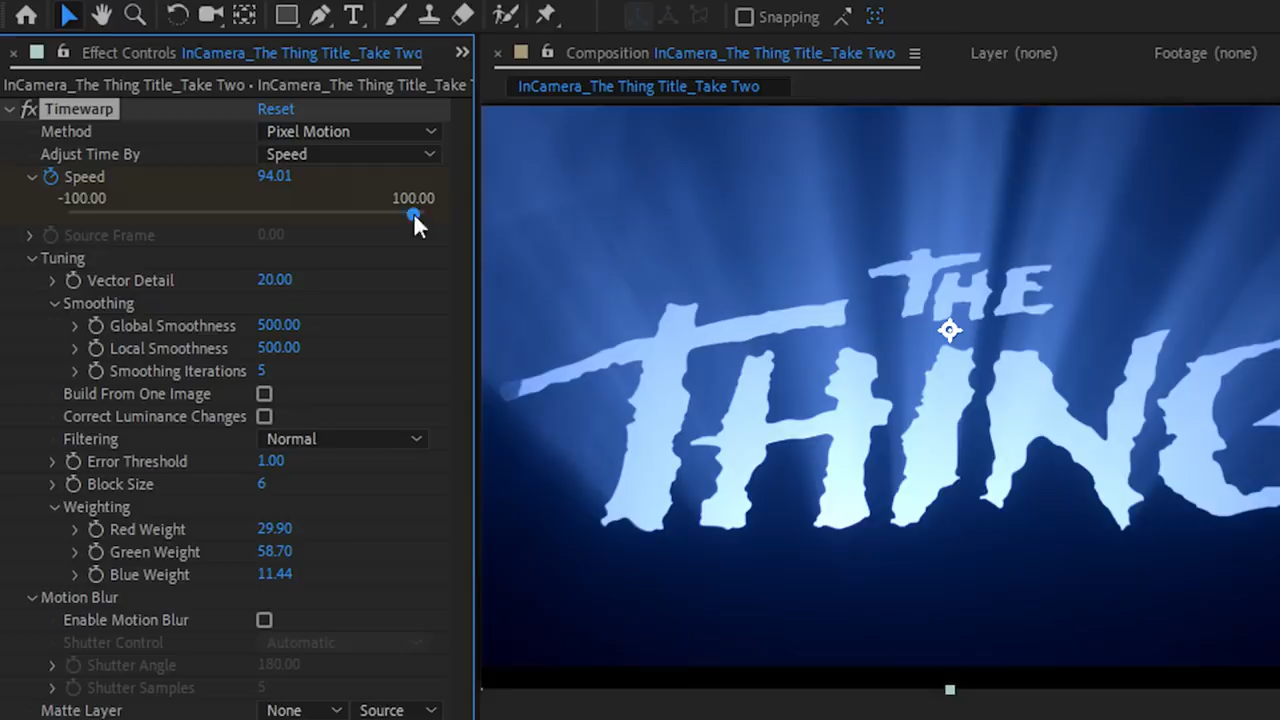 Snapping
Effect Controls InCamera_The Thing Title_Take Two
Composition InCamera_The Thing Title_Take Two
Layer (none)
Footage (none)
InCamera_The Thing Title_Take Two • InCamera_The Thing Title_Take
InCamera_The Thing Title_Take Two
fx Timewarp Reset
Method Pixel Motion
Adjust Time By Speed
Speed 94.01
-100.00 100.00
Source Frame 0.00
Tuning
Vector Detail 20.00
Smoothing
Global Smoothness 500.00
Local Smoothness 500.00
Smoothing Iterations 5
Build From One Image
Correct Luminance Changes
Filtering Normal
Error Threshold 1.00
Block Size 6
Weighting
Red Weight 29.90
Green Weight 58.70
Blue Weight 11.44
Motion Blur
Enable Motion Blur
Shutter Control Automatic
Shutter Angle 180.00
Shutter Samples 5
Matte Layer None Source
THE
THING